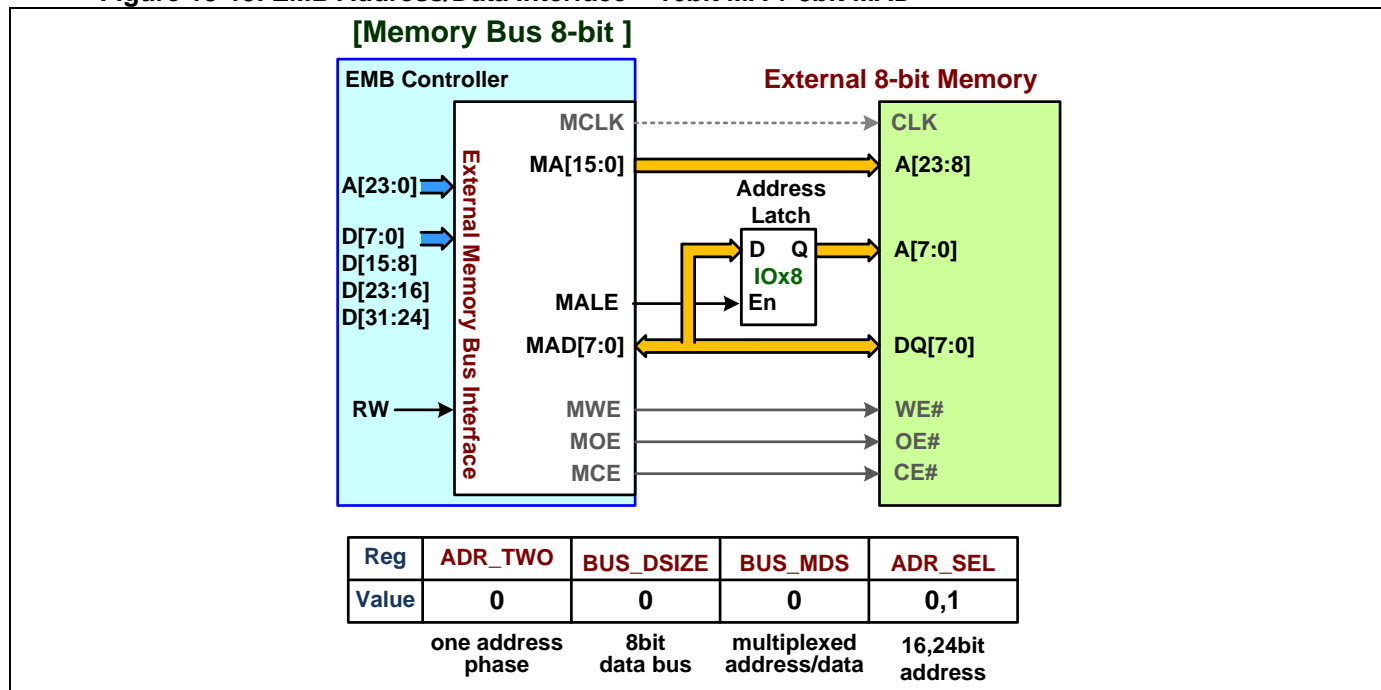 [Memory Bus 8-bit ]
EMB Controller
External 8-bit Memory
MCLK
CLK
MA[15:0]
A[23:8]
External Memory Bus Interface
A[23:0]
Address
Latch
D[7:0]
D Q
A[7:0]
D[15:8]
IOx8
D[23:16]
MALE
En
D[31:24]
MAD[7:0]
DQ[7:0]
RW
MWE
WE#
MOE
OE#
MCE
CE#
Reg ADR_TWO BUS_DSIZE BUS_MDS ADR_SEL
Value 0 0 0 0,1
one address phase
8bit data bus
multiplexed address/data
16,24bit address